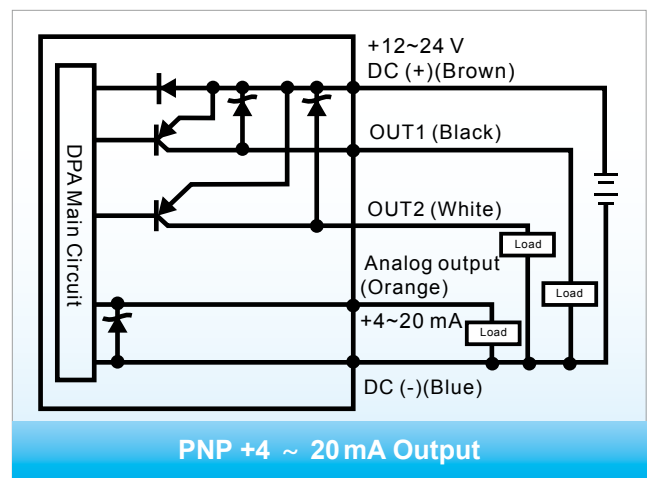 +12~24 V
DC (+)(Brown)
DPA Main Circuit
OUT1 (Black)
OUT2 (White)
Load
Analog output
(Orange)
Load
+4~20 mA
Load
DC (-)(Blue)
PNP +4 ~ 20 mA Output